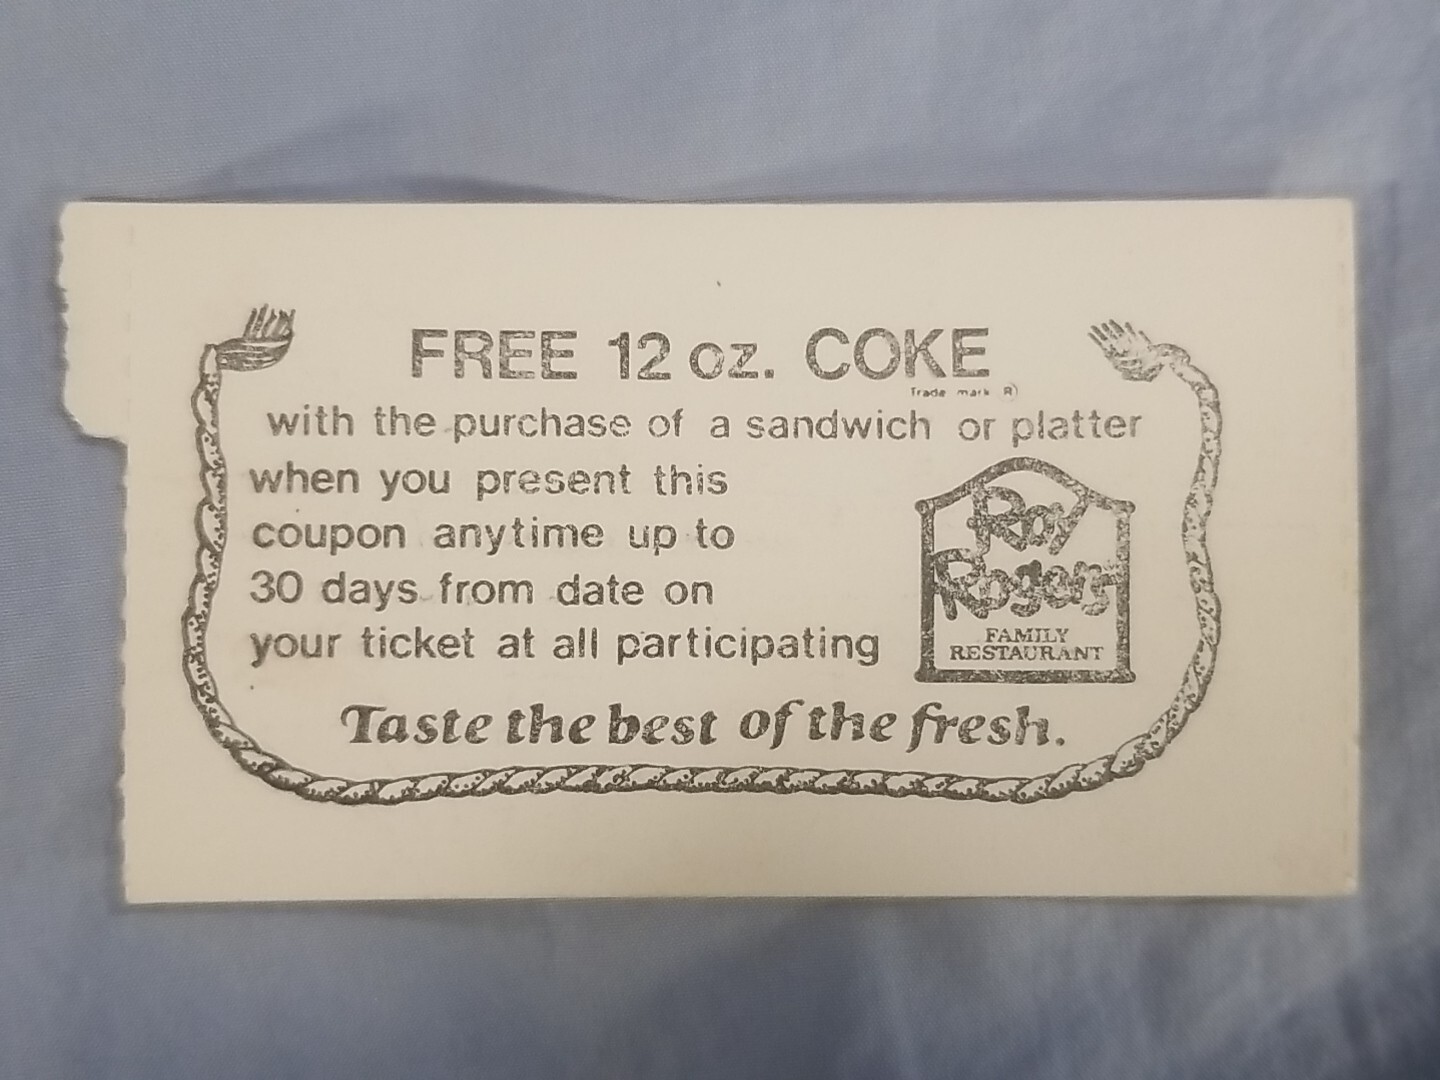 FREE 12 oz. COKE
Trade mark ®
with the purchase of a sandwich or platter
when you present this
coupon anytime up to
30 days from date on
your ticket at all participating
Roy
Rogers
FAMILY
RESTAURANT
Taste the best of the fresh.